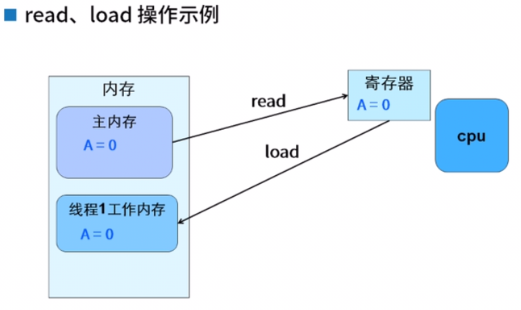 read、load 操作示例
内存
主内存
A = 0
线程1工作内存
A = 0
read
load
寄存器
A = 0
cpu